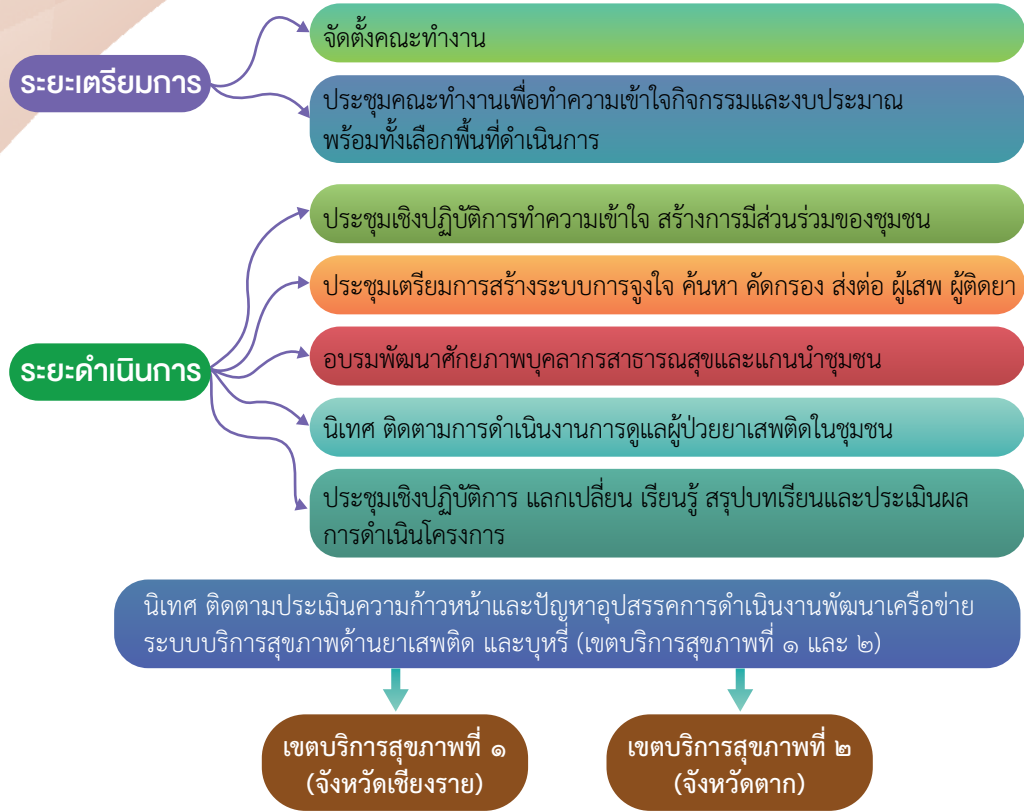 ระยะเตรียมการ
จัดตั้งคณะทำงาน
ประชุมคณะทำงานเพื่อทำความเข้าใจกิจกรรมและงบประมาณ
พร้อมทั้งเลือกพื้นที่ดำเนินการ
ระยะดำเนินการ
ประชุมเชิงปฏิบัติการทำความเข้าใจ สร้างการมีส่วนร่วมของชุมชน
ประชุมเตรียมการสร้างระบบการจูงใจ ค้นหา คัดกรอง ส่งต่อ ผู้เสพ ผู้ติดยา
อบรมพัฒนาศักยภาพบุคลากรสาธารณสุขและแกนนำชุมชน
นิเทศ ติดตามการดำเนินงานการดูแลผู้ป่วยยาเสพติดในชุมชน
ประชุมเชิงปฏิบัติการ แลกเปลี่ยน เรียนรู้ สรุปบทเรียนและประเมินผล
การดำเนินโครงการ
นิเทศ ติดตามประเมินความก้าวหน้าและปัญหาอุปสรรคการดำเนินงานพัฒนาเครือข่าย
ระบบบริการสุขภาพด้านยาเสพติด และบุหรี่ (เขตบริการสุขภาพที่ ๑ และ ๒)
เขตบริการสุขภาพที่ ๑
(จังหวัดเชียงราย)
เขตบริการสุขภาพที่ ๒
(จังหวัดตาก)